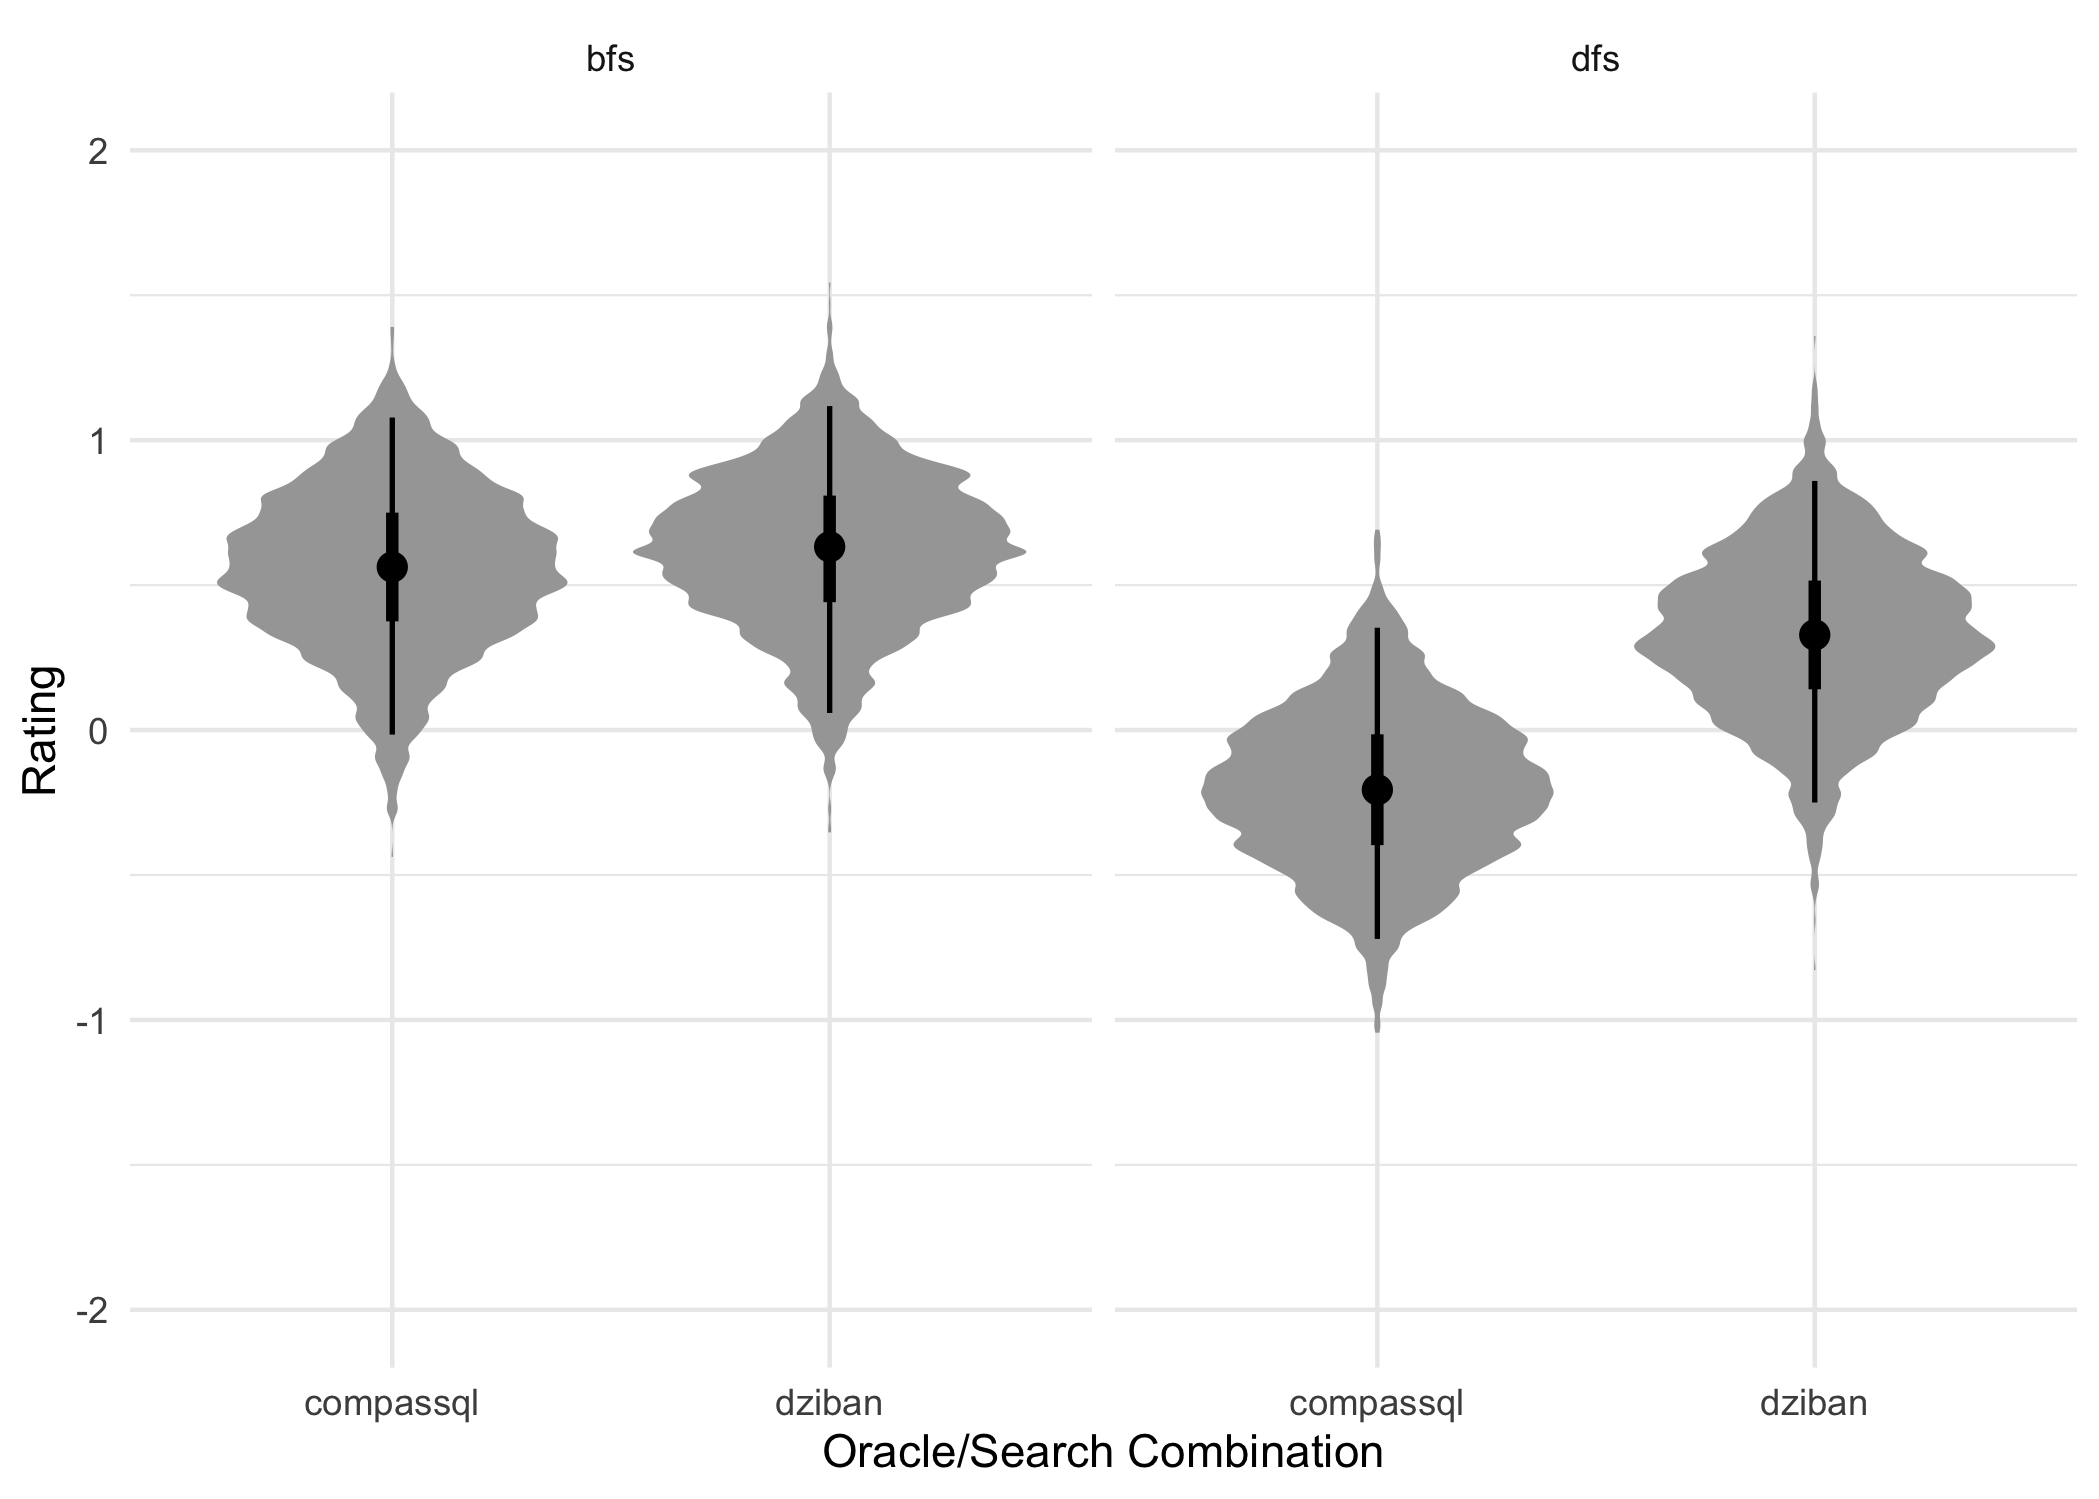 bfs
dfs
2
1
0
-1
-2
Rating
compassql
dziban
compassql
dziban
Oracle/Search Combination